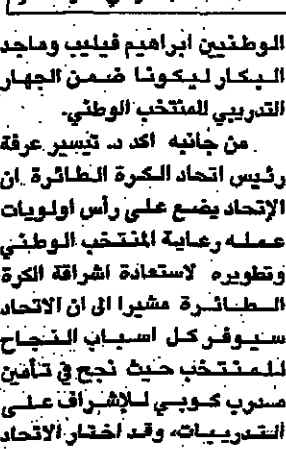 الوطنيين ابراهيم فيليب وماجد
البكار ليكونا ضمن الجهاز
التدريبي للمنتخب الوطني.
من جانبه اكد د. تيسير عرفة
رئيس اتحاد الكرة الطائرة ان
الإتحاد يضع على رأس اولويات
عمله رعاية المنتخب الوطني
وتطويره لاستعادة اشراقة الكرة
الطائرة مشيرا الى ان الاتحاد
سيوفر كل اسباب النجاح
للمنتخب حيث نجح في تأمين
مدرب كوبي للإشراف على
التدريبات، وقد اختار الاتحاد